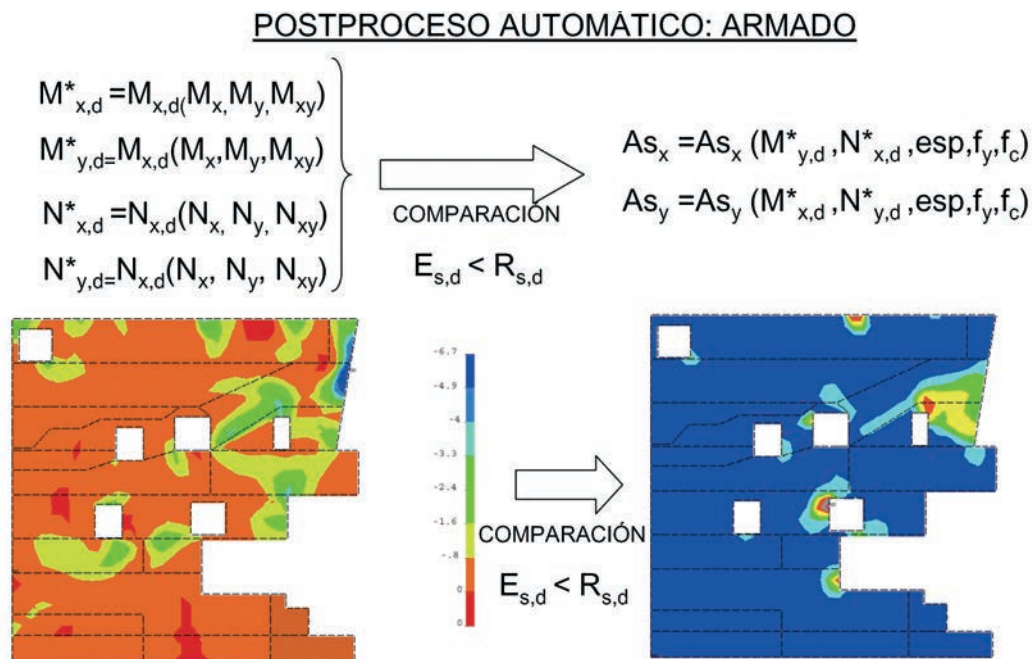 POSTPROCESO AUTOMÀTICO: ARMADO
M*x,d =Mx,d(Mx,My,Mxy)
M*y,d=Mx,d(Mx,My,Mxy)
N*x,d =Nx,d(Nx, Ny, Nxy)
N*y,d=Nx,d(Nx, Ny, Nxy)
COMPARACIÓN
Es,d < Rs,d
Asx =Asx (M*y,d ,N*x,d ,esp,fy,fc)
Asy =Asy (M*x,d ,N*y,d ,esp,fy,fc)
-6.7
-4.9
-4
-3.3
-2.4
-1.6
-.8
0
0
COMPARACIÓN
Es,d < Rs,d